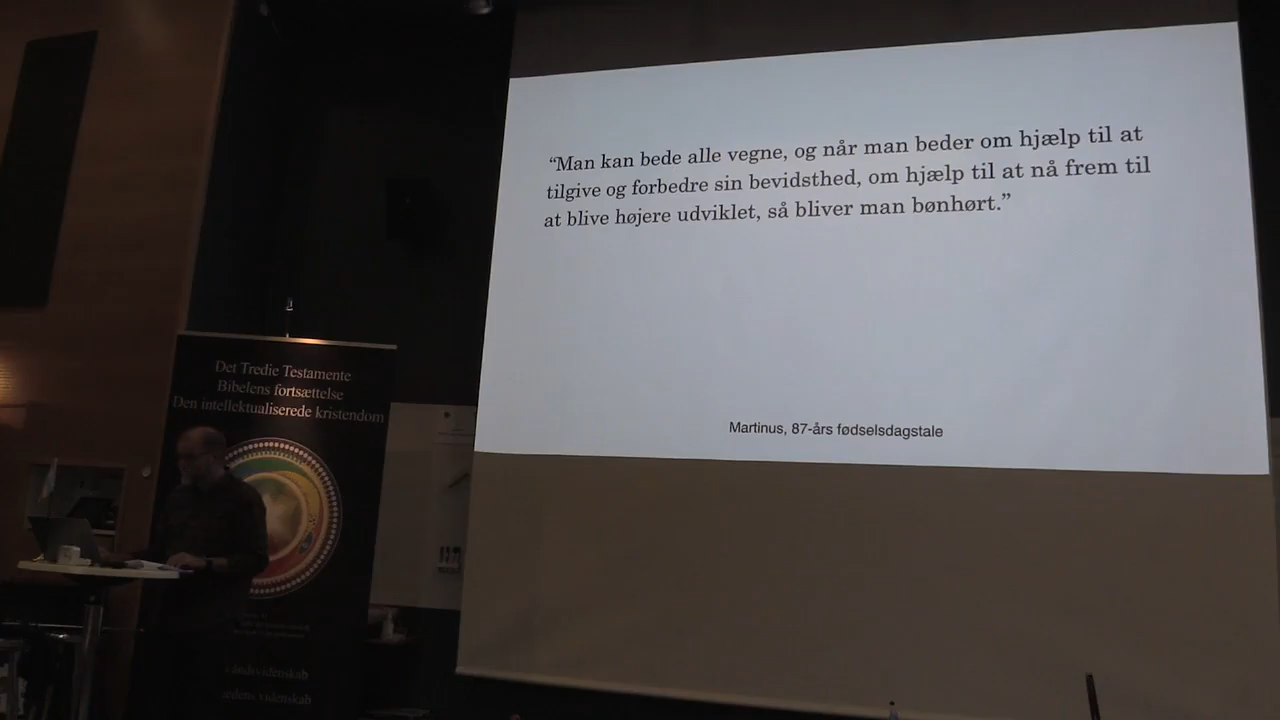 “Man kan bede alle vegne, og når man beder om hjælp til at
tilgive og forbedre sin bevidsthed, om hjælp til at nå frem til
at blive højere udviklet, så bliver man bønhørt.”
Martinus, 87-års fødselsdagstale
Det Tredie Testamente
Bibelens fortsættelse
Den intellektualiserede kristendom
åndsvidenskab
videnskab